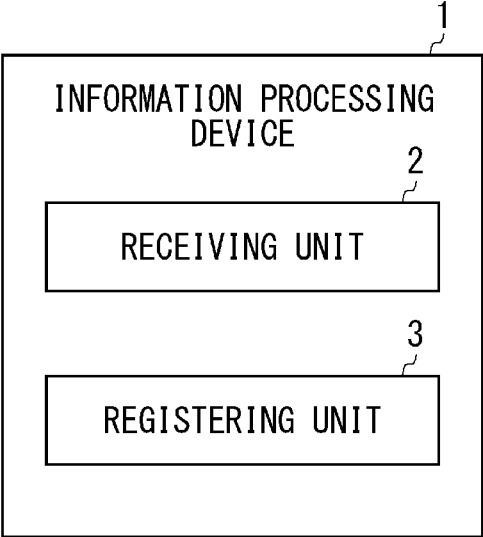 1
INFORMATION PROCESSING
DEVICE
2
RECEIVING UNIT
3
REGISTERING UNIT